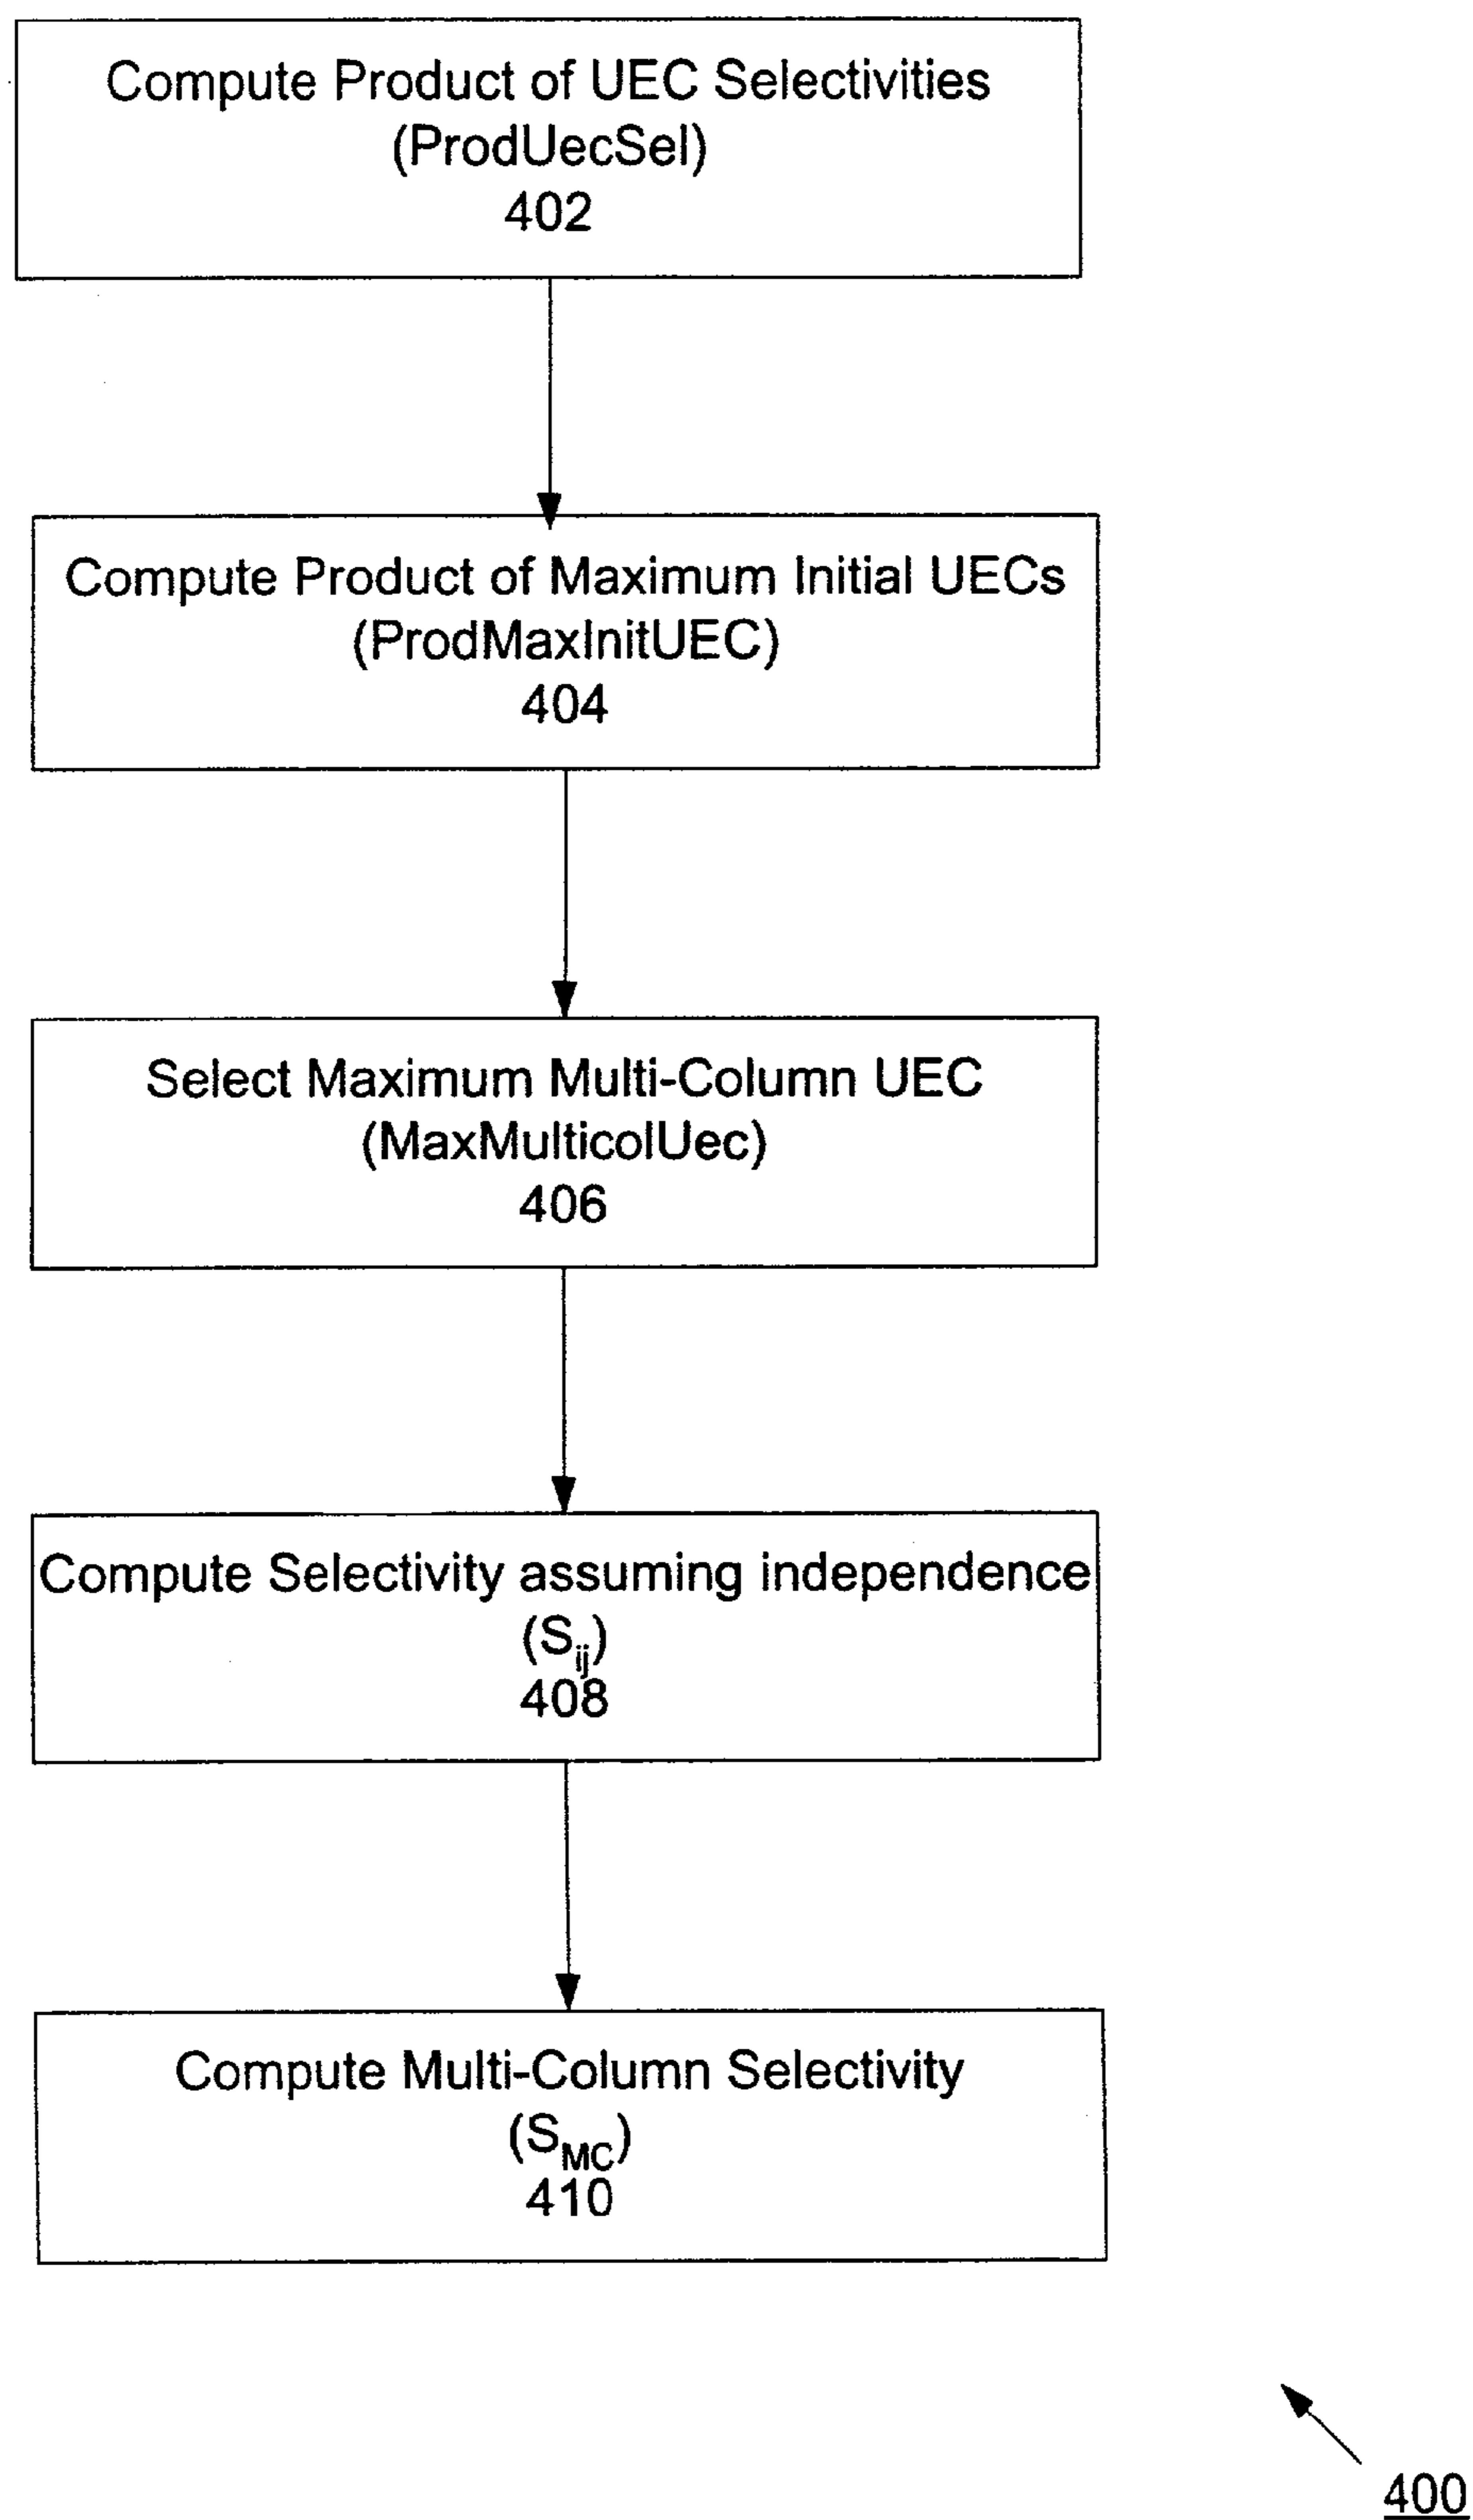 Compute Product of UEC Selectivities
(ProdUecSel)
402
Compute Product of Maximum Initial UECs
(ProdMaxInitUEC)
404
Select Maximum Multi-Column UEC
(MaxMulticolUec)
406
Compute Selectivity assuming independence
(Sij)
408
Compute Multi-Column Selectivity
(SMC)
410
400